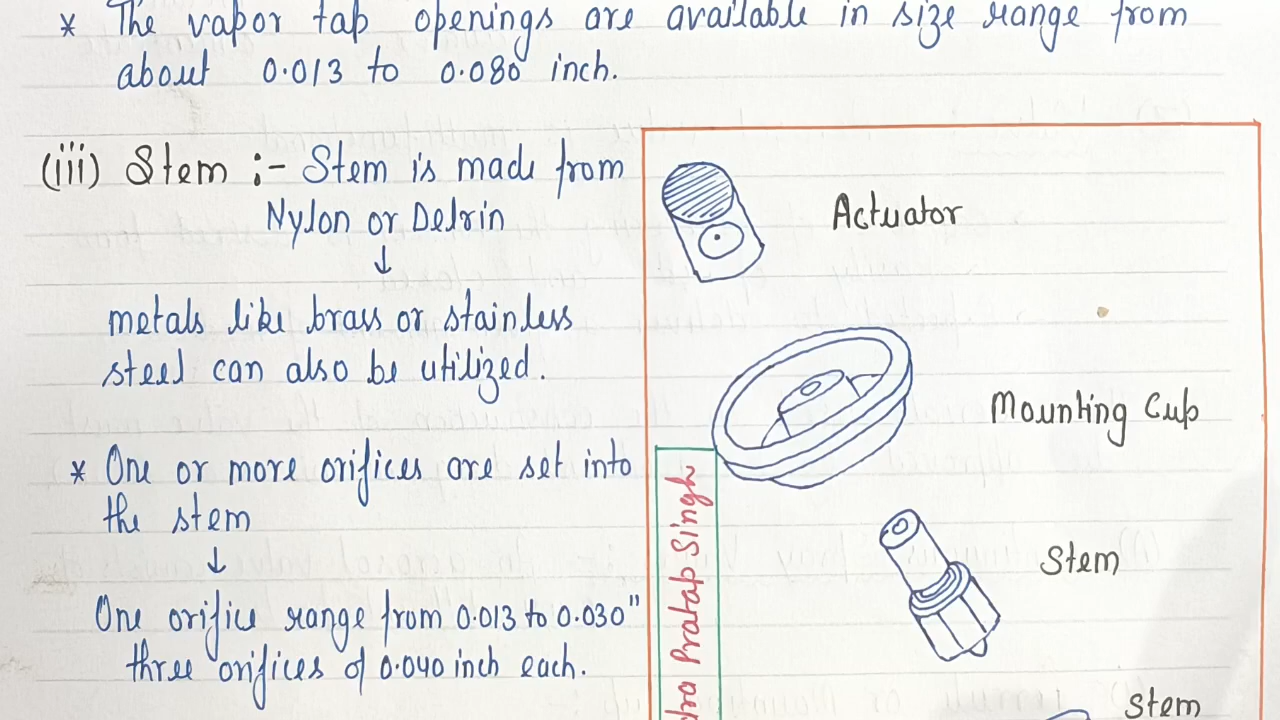 * The vapor tap openings are available in size range from
about 0.013 to 0.080 inch.
(iii) Stem :- Stem is made from
Nylon or Delrin
↓
metals like brass or stainless
steel can also be utilized.
* One or more orifices are set into
the stem
↓
One orifice range from 0.013 to 0.030"
three orifices of 0.040 inch each.
Actuator
Mounting Cup
Stem
Stem
Pratap Singh